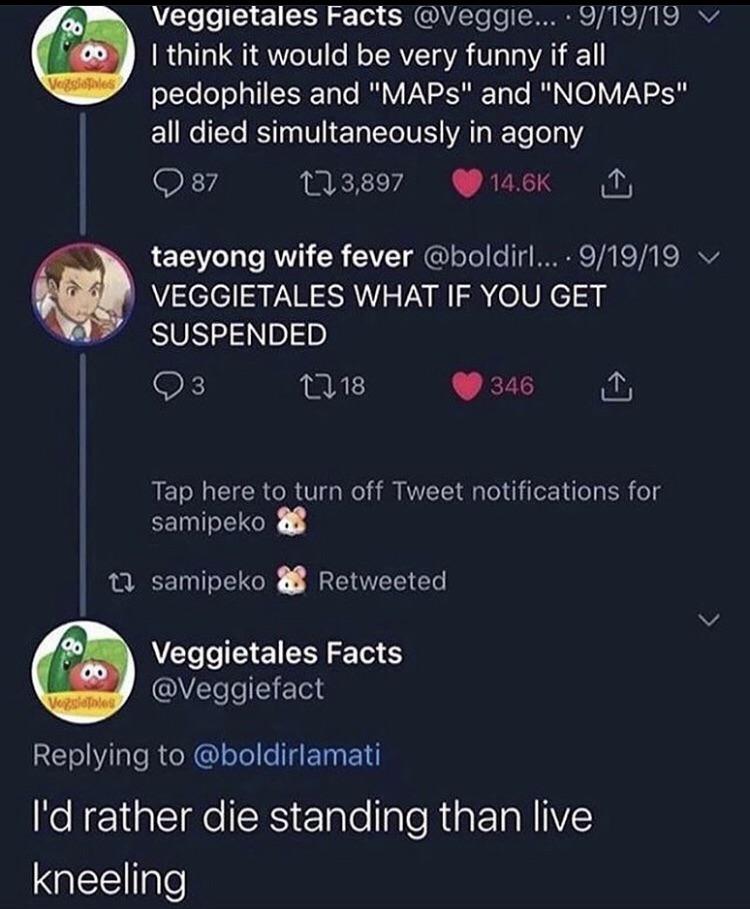 Veggietales Facts @Veggie... · 9/19/19
I think it would be very funny if all
pedophiles and "MAPs" and "NOMAPs"
all died simultaneously in agony
87 3,897 14.6K
VeggieTales
taeyong wife fever @boldirl... · 9/19/19
VEGGIETALES WHAT IF YOU GET
SUSPENDED
3 18 346
Tap here to turn off Tweet notifications for
samipeko 🐹
samipeko 🐹 Retweeted
Veggietales Facts
@Veggiefact
VeggieTales
Replying to @boldirlamati
I'd rather die standing than live
kneeling